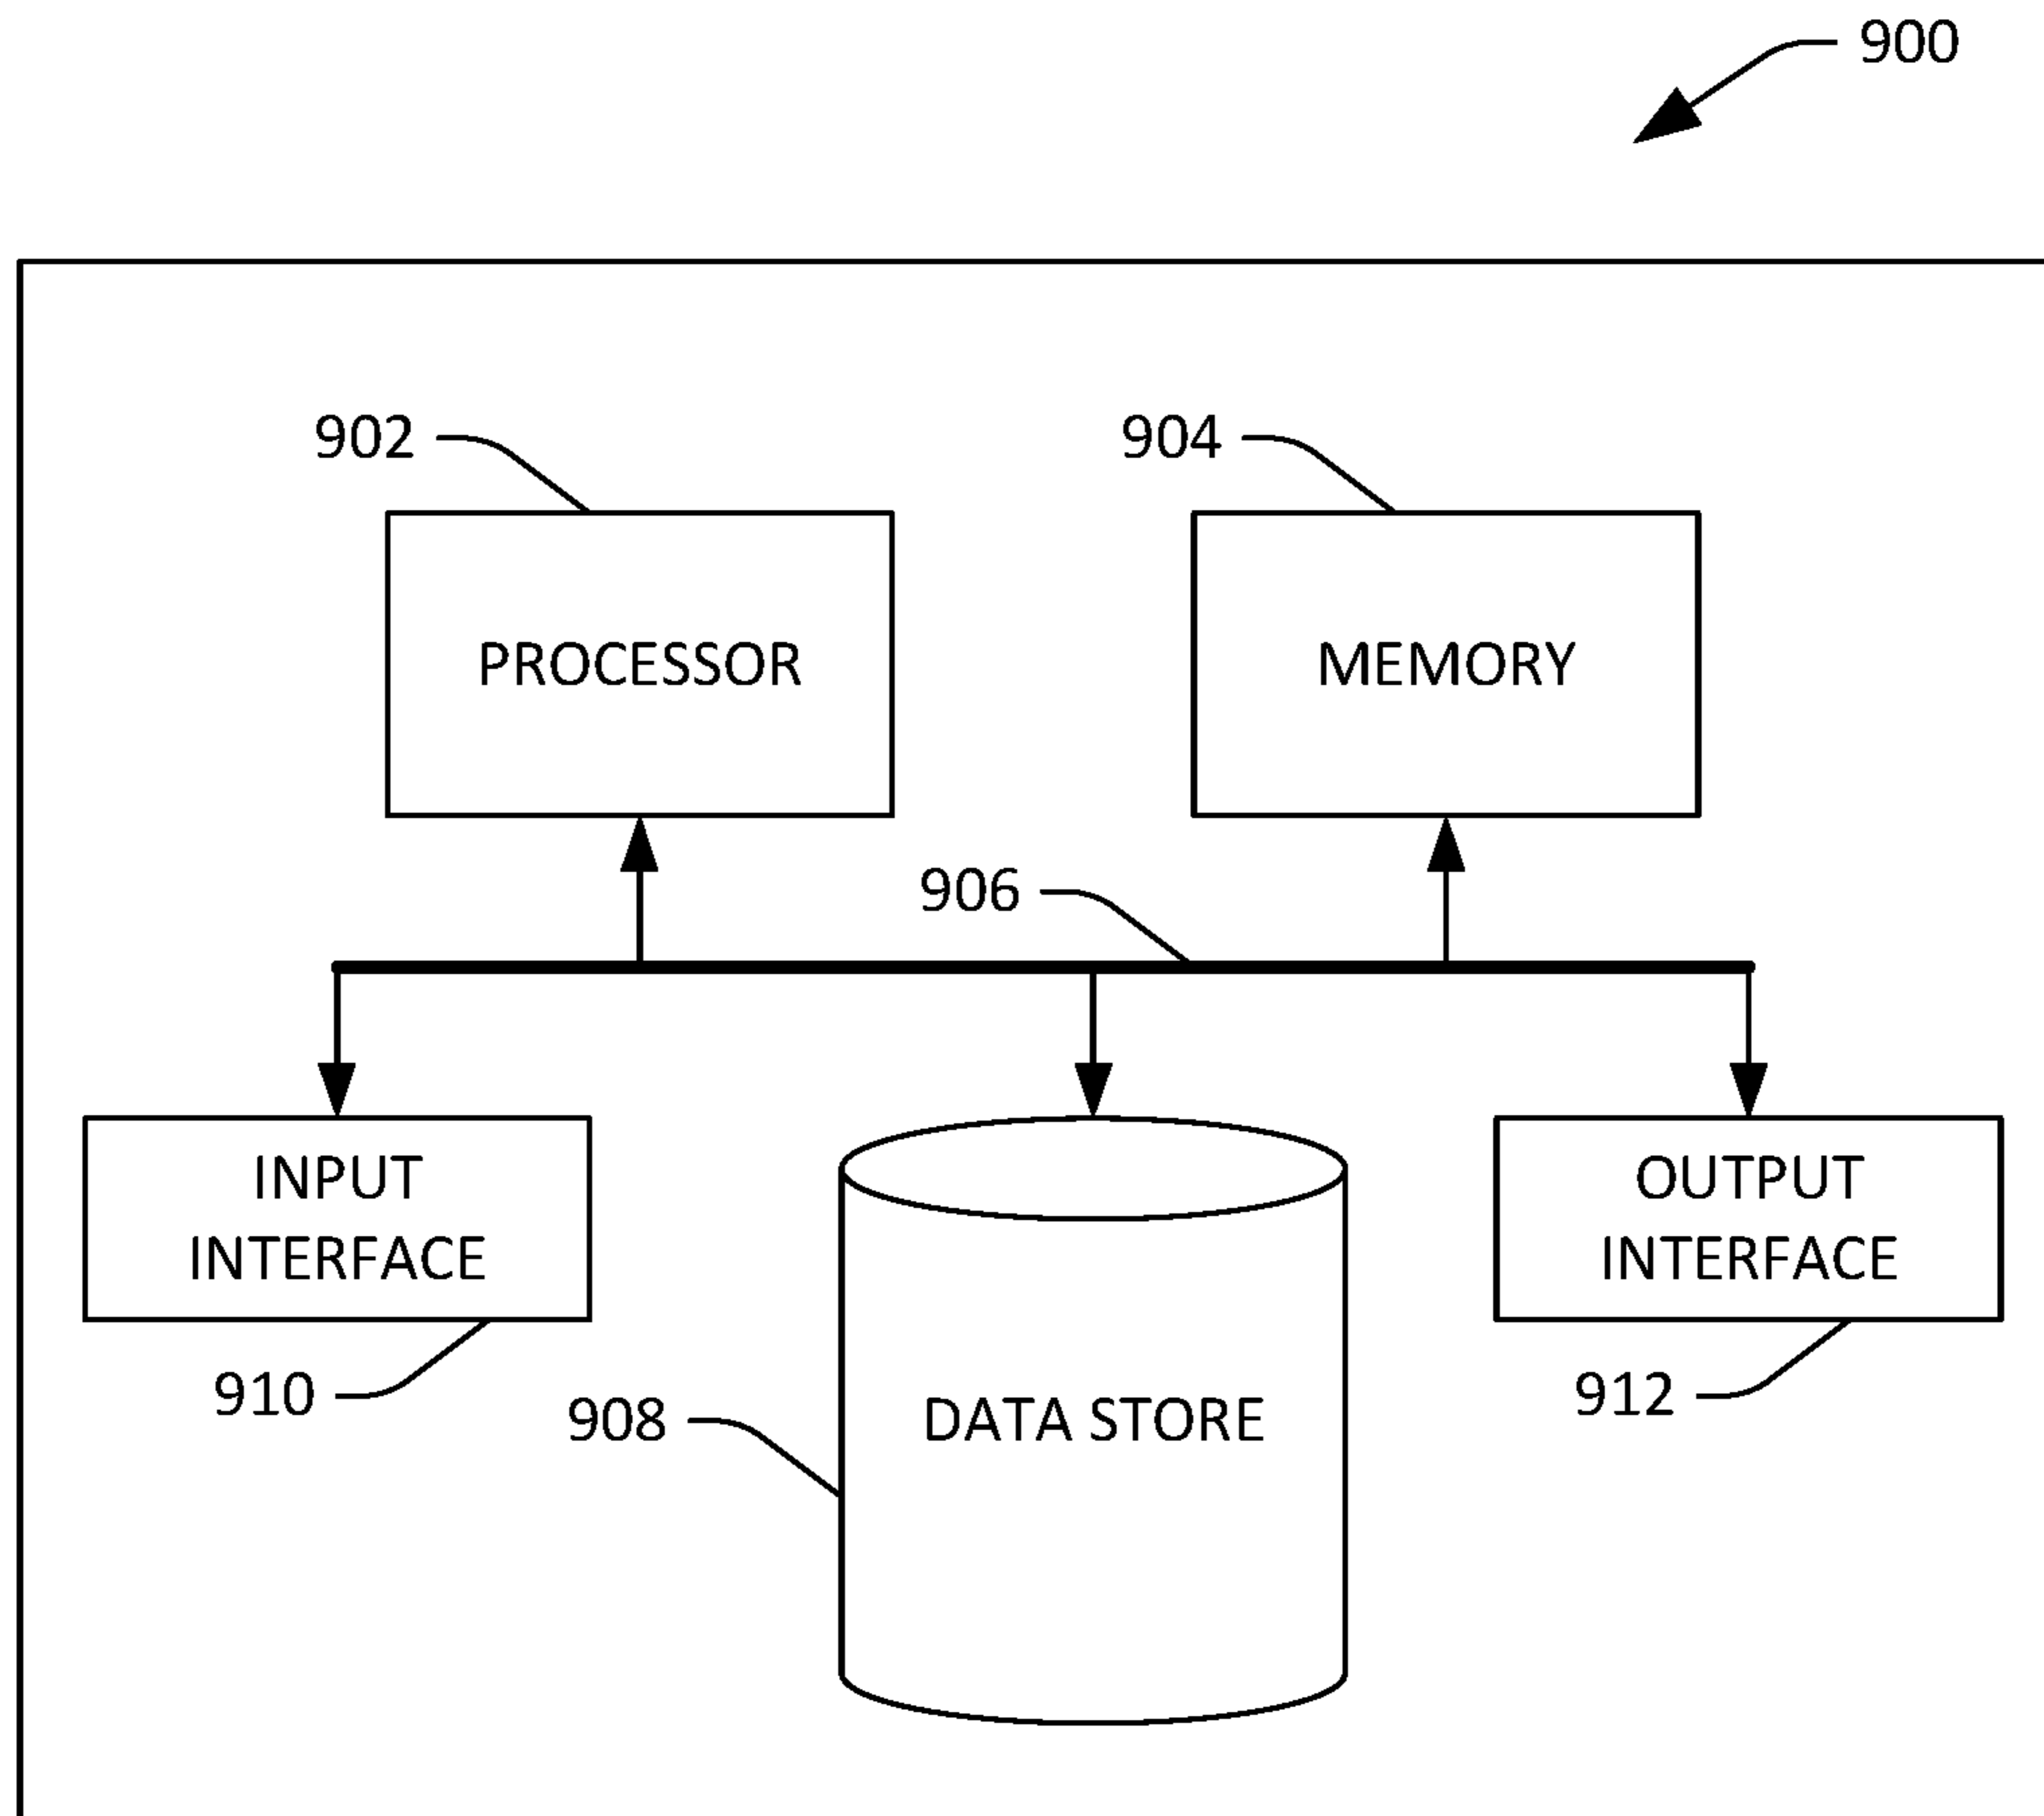 900
902
904
PROCESSOR
MEMORY
906
INPUT
INTERFACE
OUTPUT
INTERFACE
910
908
DATA STORE
912